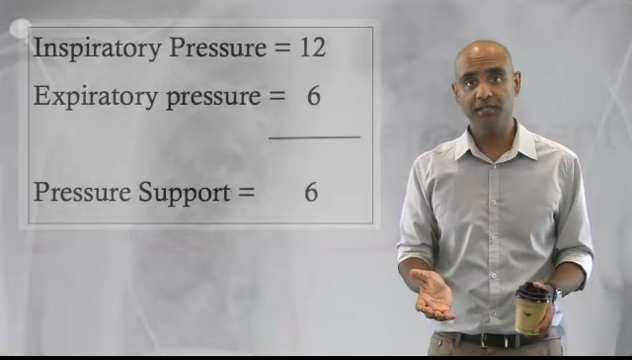 Inspiratory Pressure = 12
Expiratory pressure = 6
Pressure Support = 6